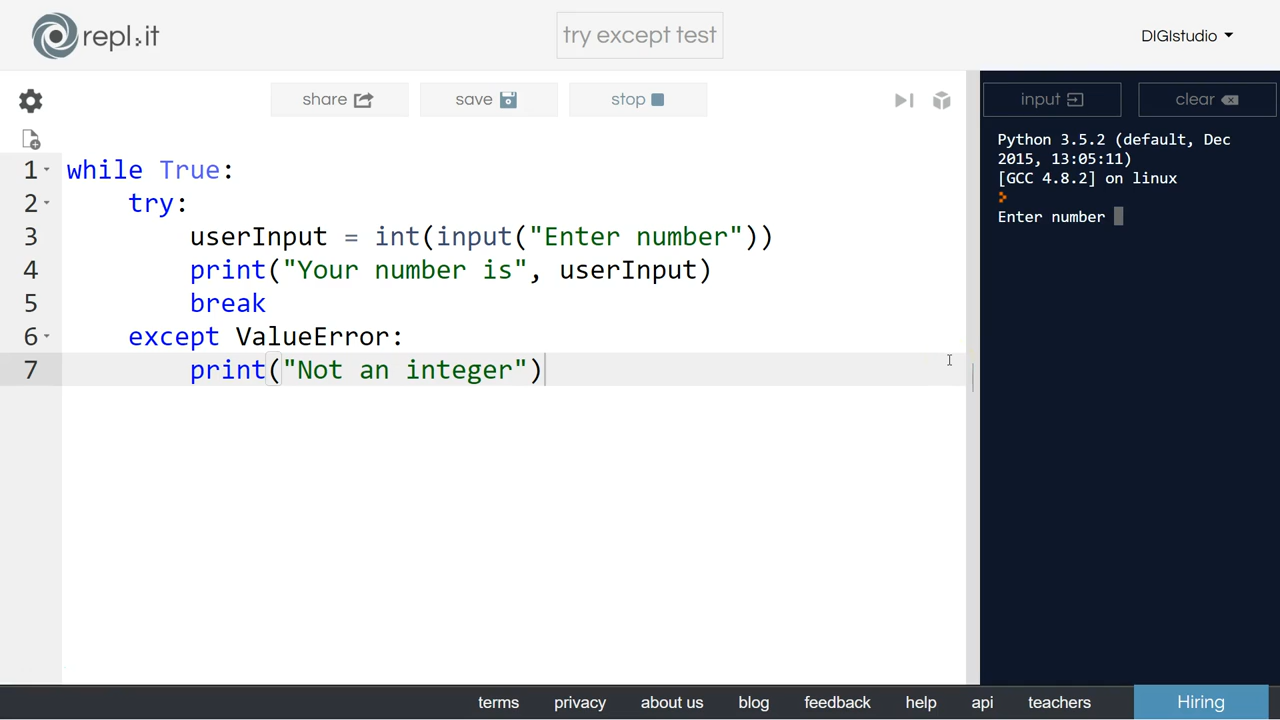 repl.it
try except test
DIGIstudio
share
save
stop
input
clear
1 while True:
2     try:
3         userInput = int(input("Enter number"))
4         print("Your number is", userInput)
5         break
6     except ValueError:
7         print("Not an integer")
Python 3.5.2 (default, Dec
2015, 13:05:11)
[GCC 4.8.2] on linux
Enter number
terms privacy about us blog feedback help api teachers Hiring